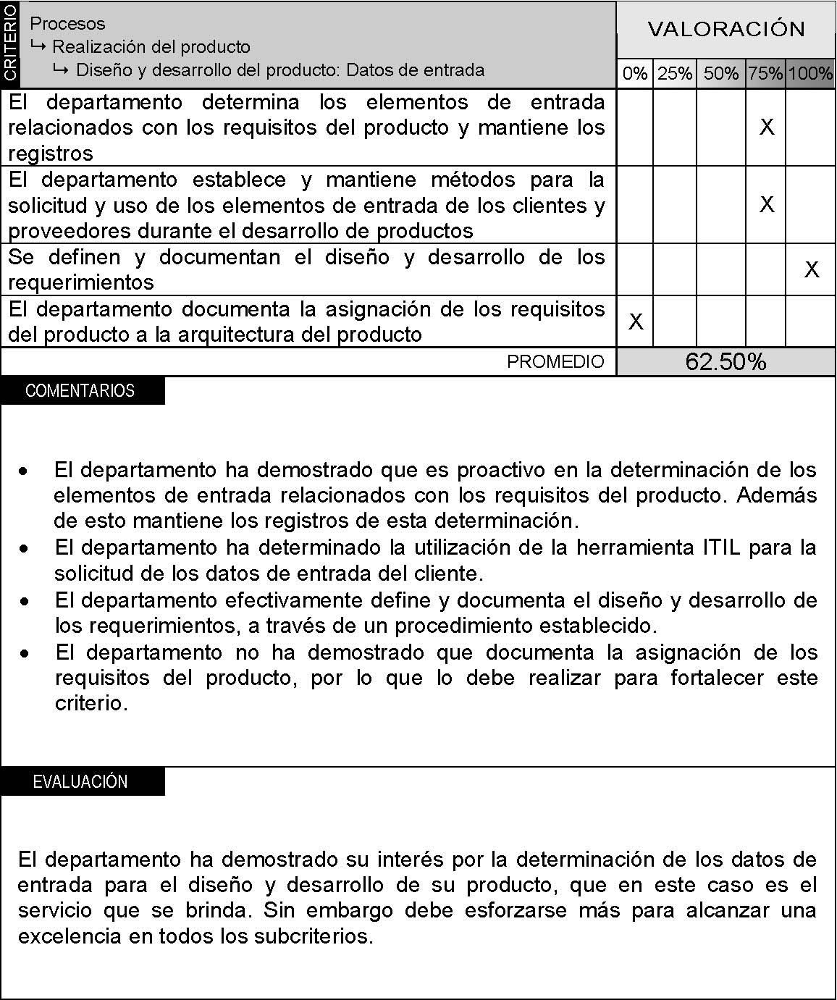 CRITERIO
Procesos
↳ Realización del producto
↳ Diseño y desarrollo del producto: Datos de entrada
VALORACIÓN
0% 25% 50% 75% 100%
El departamento determina los elementos de entrada
relacionados con los requisitos del producto y mantiene los
registros
X
El departamento establece y mantiene métodos para la
solicitud y uso de los elementos de entrada de los clientes y
proveedores durante el desarrollo de productos
X
Se definen y documentan el diseño y desarrollo de los
requerimientos
X
El departamento documenta la asignación de los requisitos
del producto a la arquitectura del producto
X
PROMEDIO 62.50%
COMENTARIOS
• El departamento ha demostrado que es proactivo en la determinación de los
elementos de entrada relacionados con los requisitos del producto. Además
de esto mantiene los registros de esta determinación.
• El departamento ha determinado la utilización de la herramienta ITIL para la
solicitud de los datos de entrada del cliente.
• El departamento efectivamente define y documenta el diseño y desarrollo de
los requerimientos, a través de un procedimiento establecido.
• El departamento no ha demostrado que documenta la asignación de los
requisitos del producto, por lo que lo debe realizar para fortalecer este
criterio.
EVALUACIÓN
El departamento ha demostrado su interés por la determinación de los datos de
entrada para el diseño y desarrollo de su producto, que en este caso es el
servicio que se brinda. Sin embargo debe esforzarse más para alcanzar una
excelencia en todos los subcriterios.